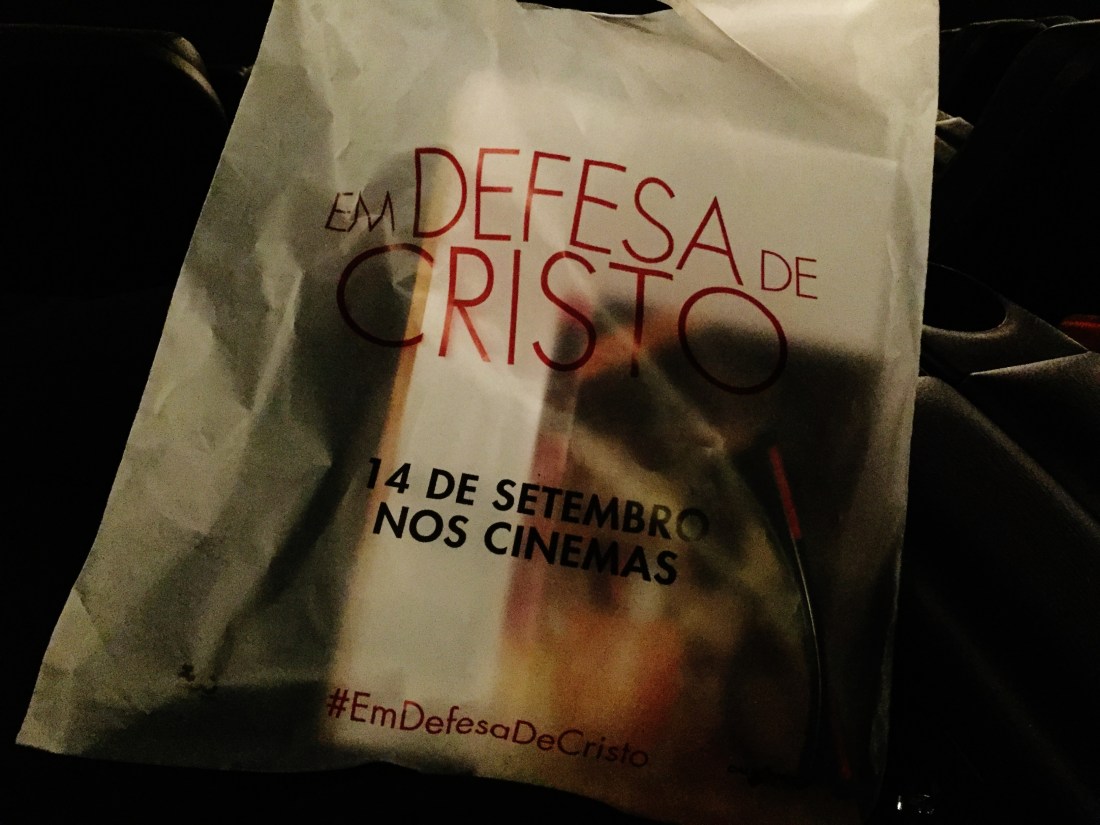 EM DEFESA DE
CRISTO
14 DE SETEMBRO
NOS CINEMAS
#EmDefesaDeCristo